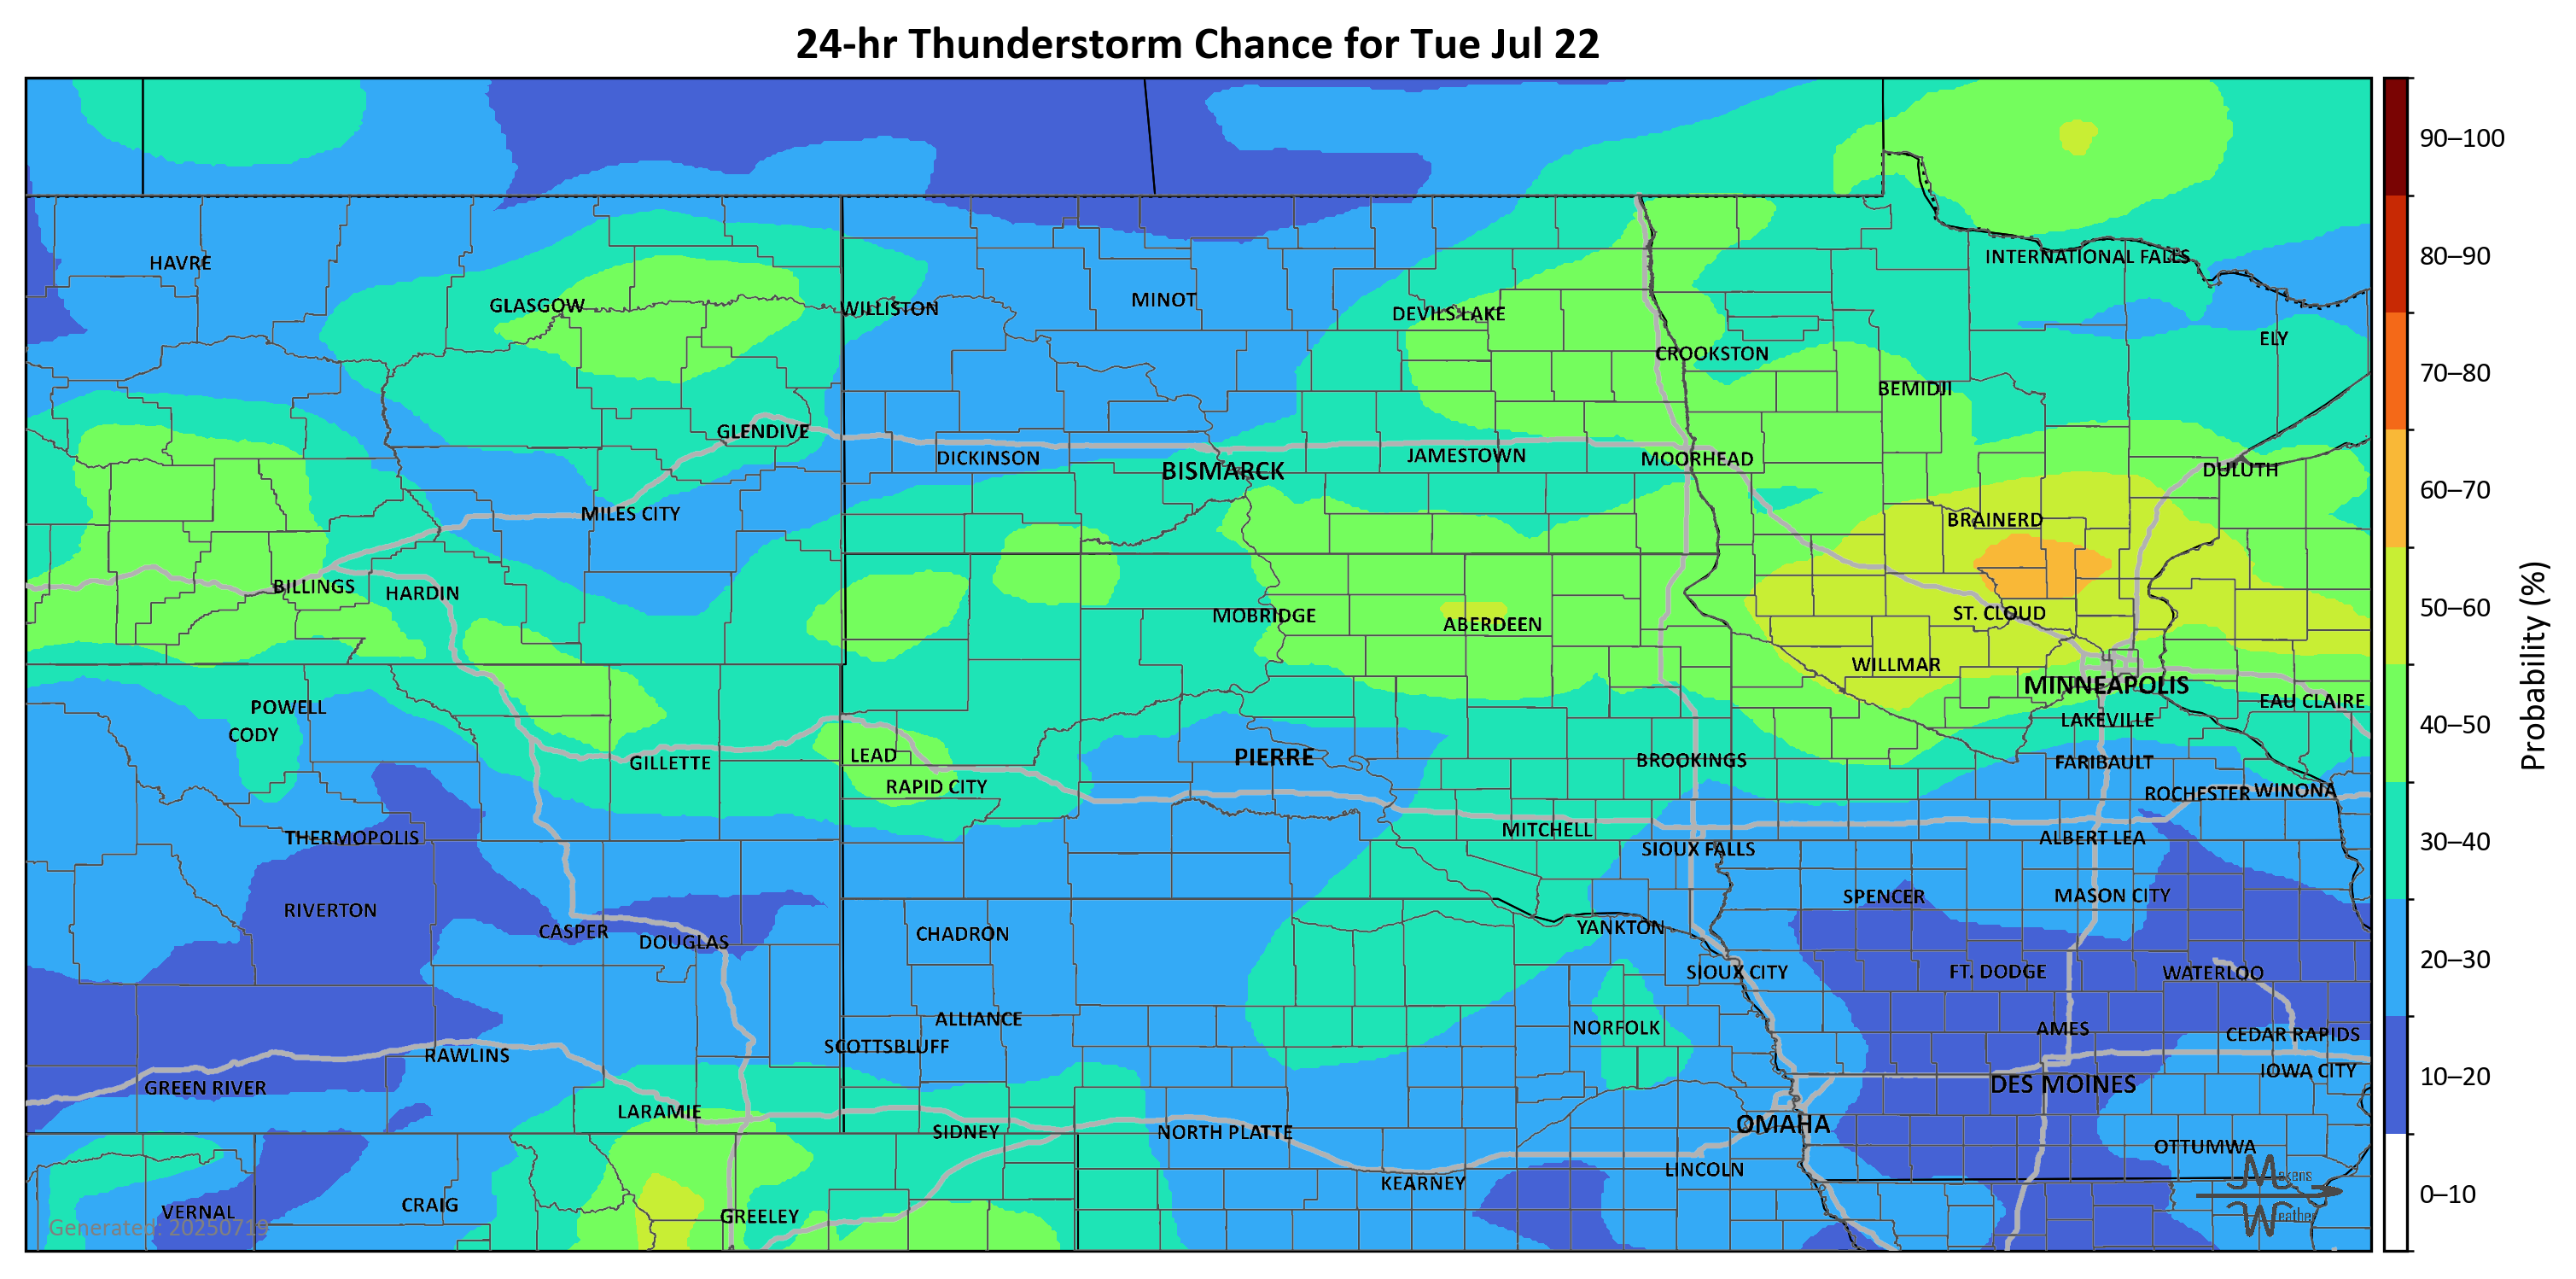 24-hr Thunderstorm Chance for Tue Jul 22
90–100
HAVRE
INTERNATIONAL FALLS
80–90
GLASGOW
WILLISTON
MINOT
DEVILS LAKE
ELY
CROOKSTON
70–80
BEMIDJI
GLENDIVE
DICKINSON
BISMARCK
JAMESTOWN
MOORHEAD
DULUTH
60–70
MILES CITY
BRAINERD
BILLINGS
HARDIN
MOBRIDGE
ABERDEEN
ST. CLOUD
50–60
WILLMAR
MINNEAPOLIS
POWELL
EAU CLAIRE
CODY
LAKEVILLE
40–50
GILLETTE
LEAD
PIERRE
BROOKINGS
FARIBAULT
RAPID CITY
ROCHESTER
WINONA
THERMOPOLIS
MITCHELL
ALBERT LEA
30–40
SIOUX FALLS
RIVERTON
SPENCER
MASON CITY
CASPER
DOUGLAS
CHADRON
YANKTON
SIOUX CITY
FT. DODGE
WATERLOO
20–30
ALLIANCE
NORFOLK
AMES
CEDAR RAPIDS
RAWLINS
SCOTTSBLUFF
GREEN RIVER
DES MOINES
IOWA CITY
10–20
LARAMIE
SIDNEY
NORTH PLATTE
OMAHA
OTTUMWA
LINCOLN
KEARNEY
VERNAL
CRAIG
GREELEY
0–10
Generated: 20250719
Makens
Weather
Probability (%)